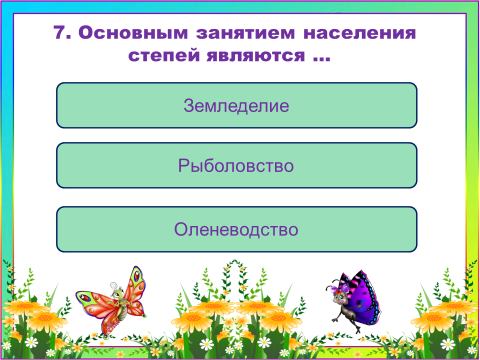 7. Основным занятием населения
степей являются ...
Земледелие
Рыболовство
Оленеводство